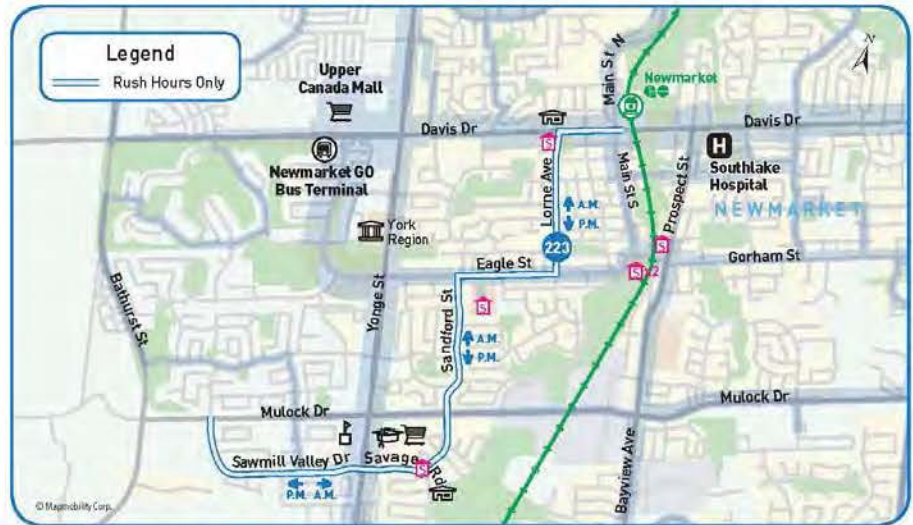 Legend
Rush Hours Only
Upper
Canada Mall
Main St N
Newmarket
GO
N
Davis Dr
Davis Dr
Newmarket GO
Bus Terminal
S
H
Southlake
Hospital
NEWMARKET
Lorne Ave
A.M.
P.M.
Main St S
Prospect St
York
Region
223
S
Eagle St
S x2
Gorham St
Bathurst St
Yonge St
Sandford St
S
A.M.
P.M.
Mulock Dr
Mulock Dr
Sawmill Valley Dr
Savage Rd
S
P.M. A.M.
Bayview Ave
© Mapmobility Corp.